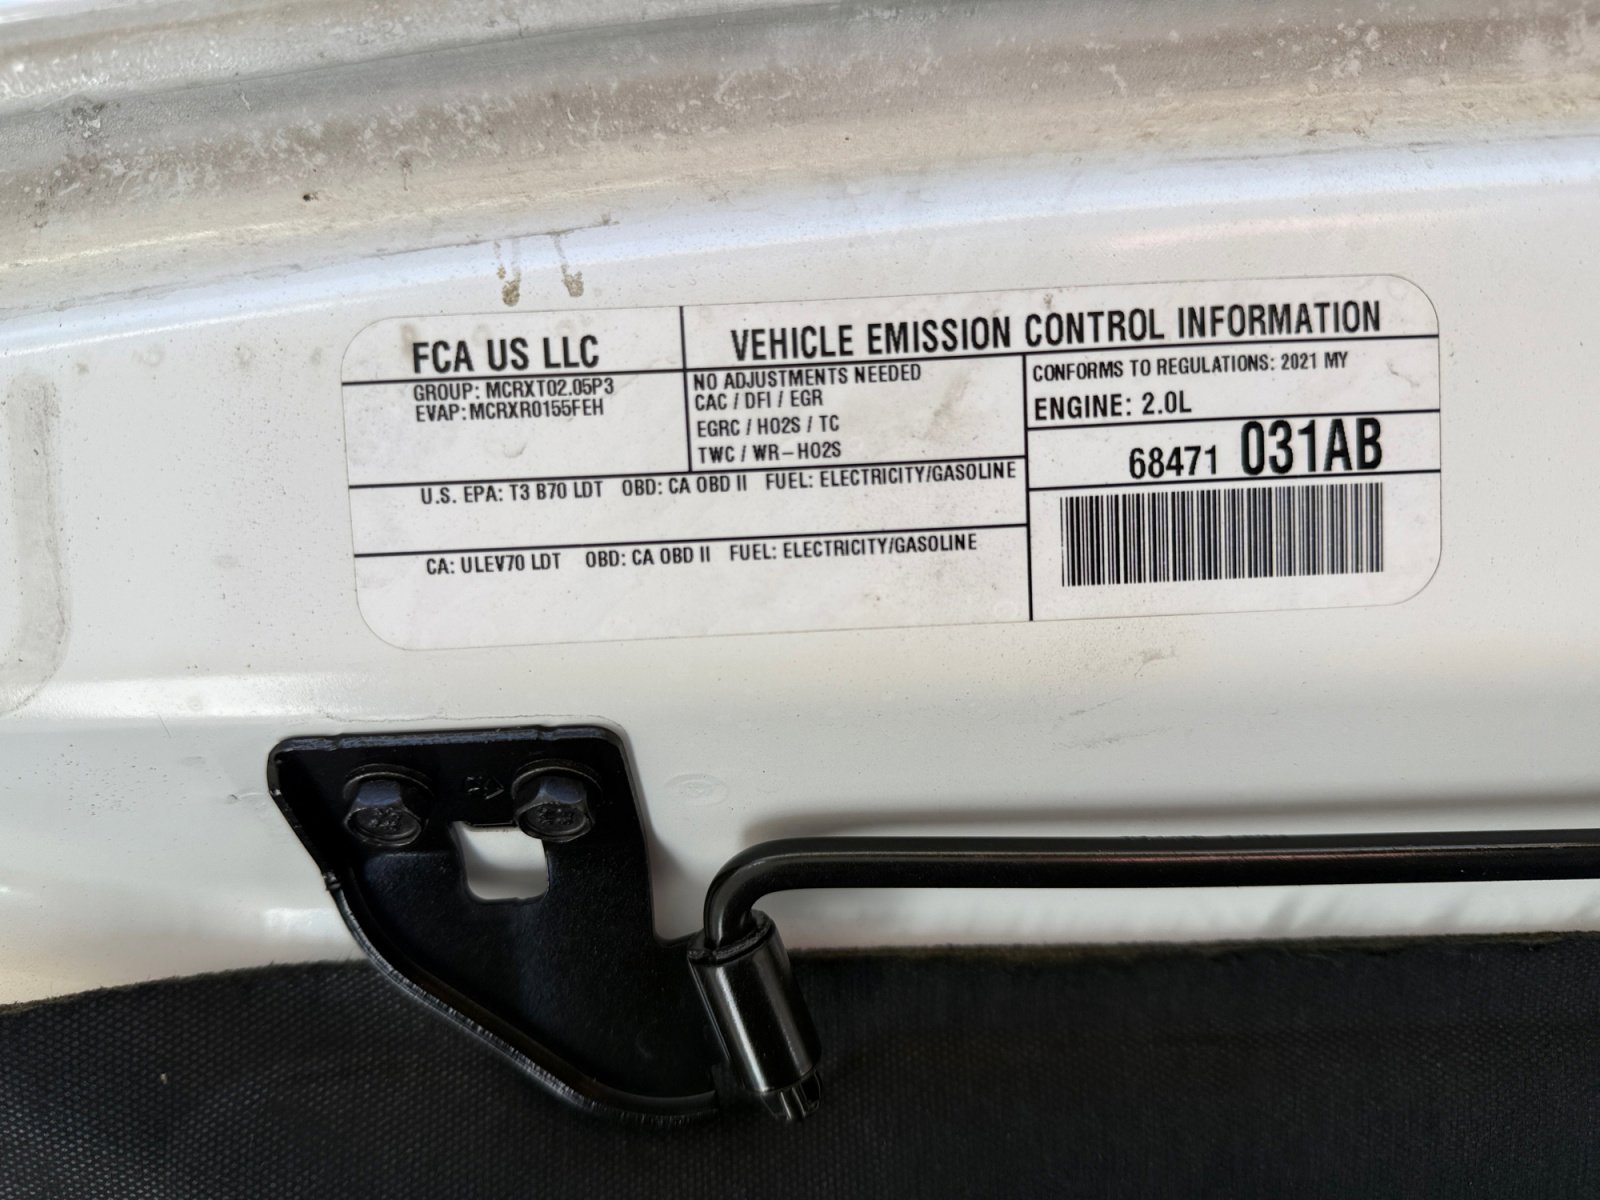 FCA US LLC
VEHICLE EMISSION CONTROL INFORMATION
GROUP: MCRXT02.05P3
EVAP: MCRXR0155FEH
NO ADJUSTMENTS NEEDED
CAC / DFI / EGR
EGRC / HO2S / TC
TWC / WR-HO2S
CONFORMS TO REGULATIONS: 2021 MY
ENGINE: 2.0L
68471 031AB
U.S. EPA: T3 B70 LDT OBD: CA OBD II FUEL: ELECTRICITY/GASOLINE
CA: ULEV70 LDT OBD: CA OBD II FUEL: ELECTRICITY/GASOLINE